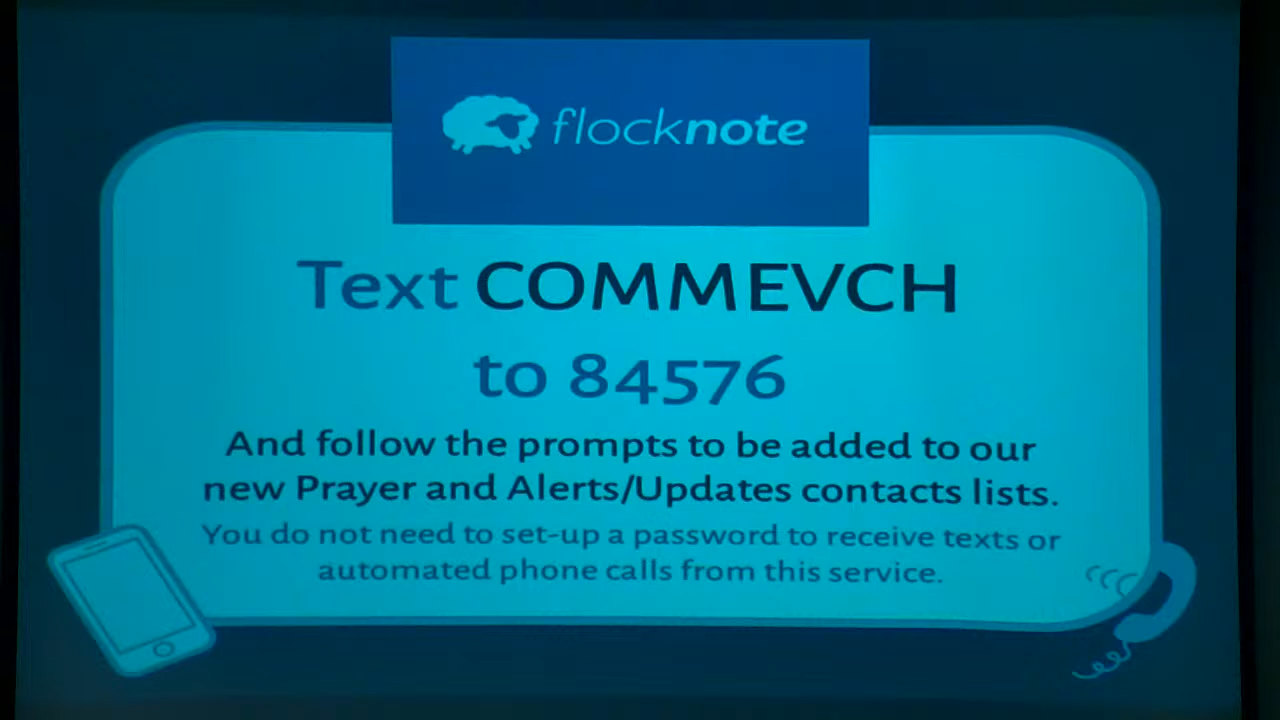 flocknote
Text COMMEVCH
to 84576
And follow the prompts to be added to our
new Prayer and Alerts/Updates contacts lists.
You do not need to set-up a password to receive texts or
automated phone calls from this service.